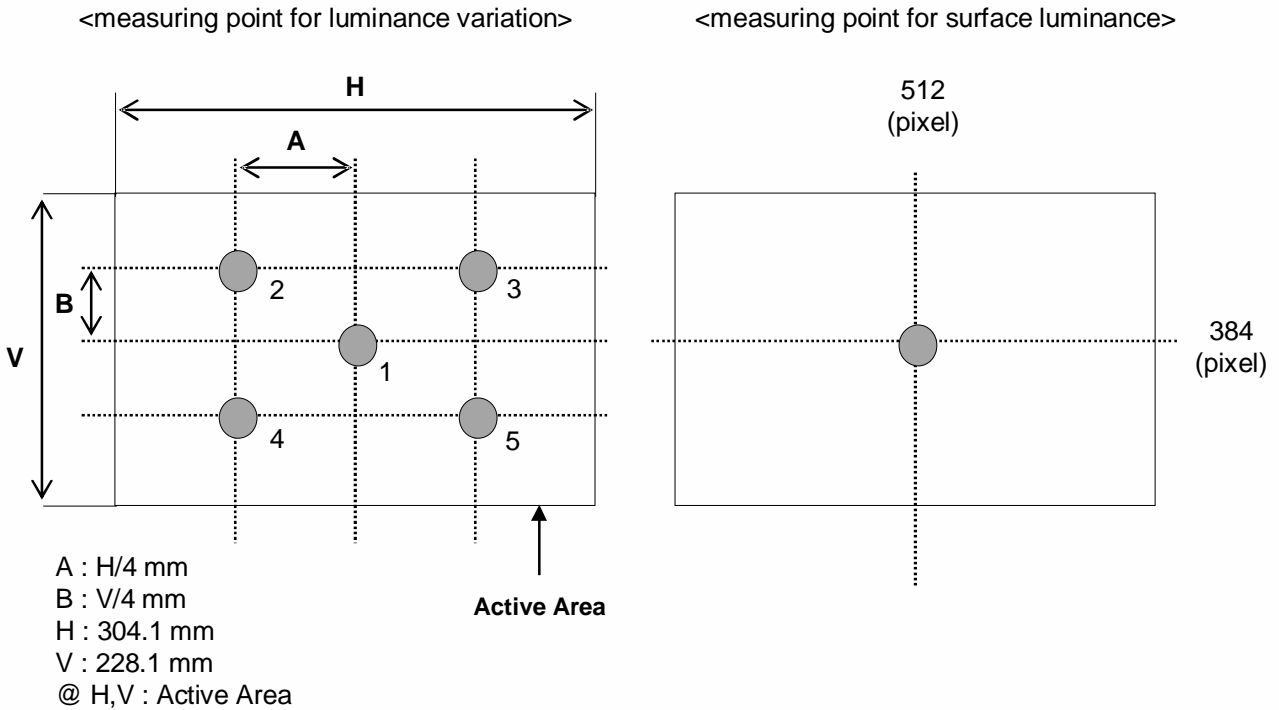 <measuring point for luminance variation>
<measuring point for surface luminance>
H
A
512
(pixel)
2
3
B
V
1
384
(pixel)
4
5
A : H/4 mm
B : V/4 mm
H : 304.1 mm
V : 228.1 mm
@ H,V : Active Area
Active Area